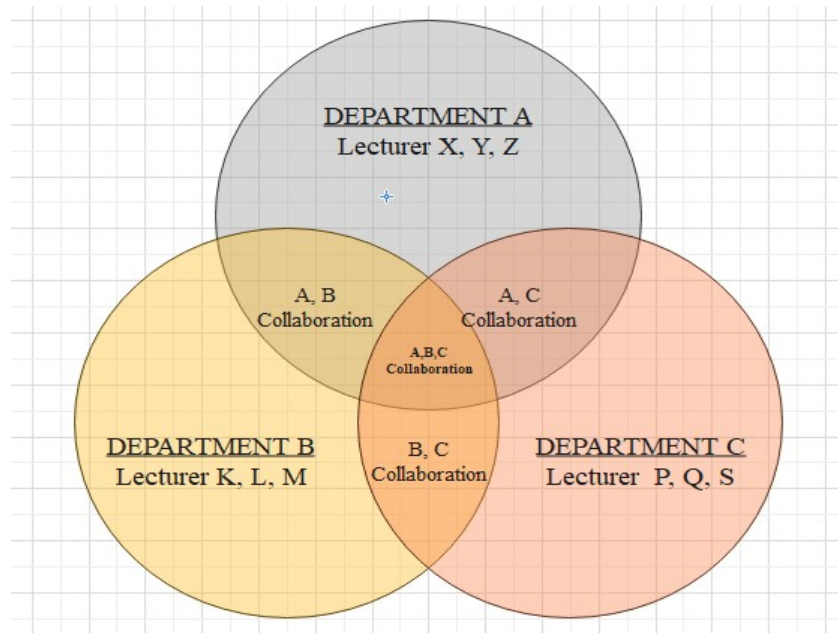 DEPARTMENT A
Lecturer X, Y, Z
A, B
Collaboration
A, C
Collaboration
A,B,C
Collaboration
DEPARTMENT B
Lecturer K, L, M
B, C
Collaboration
DEPARTMENT C
Lecturer P, Q, S